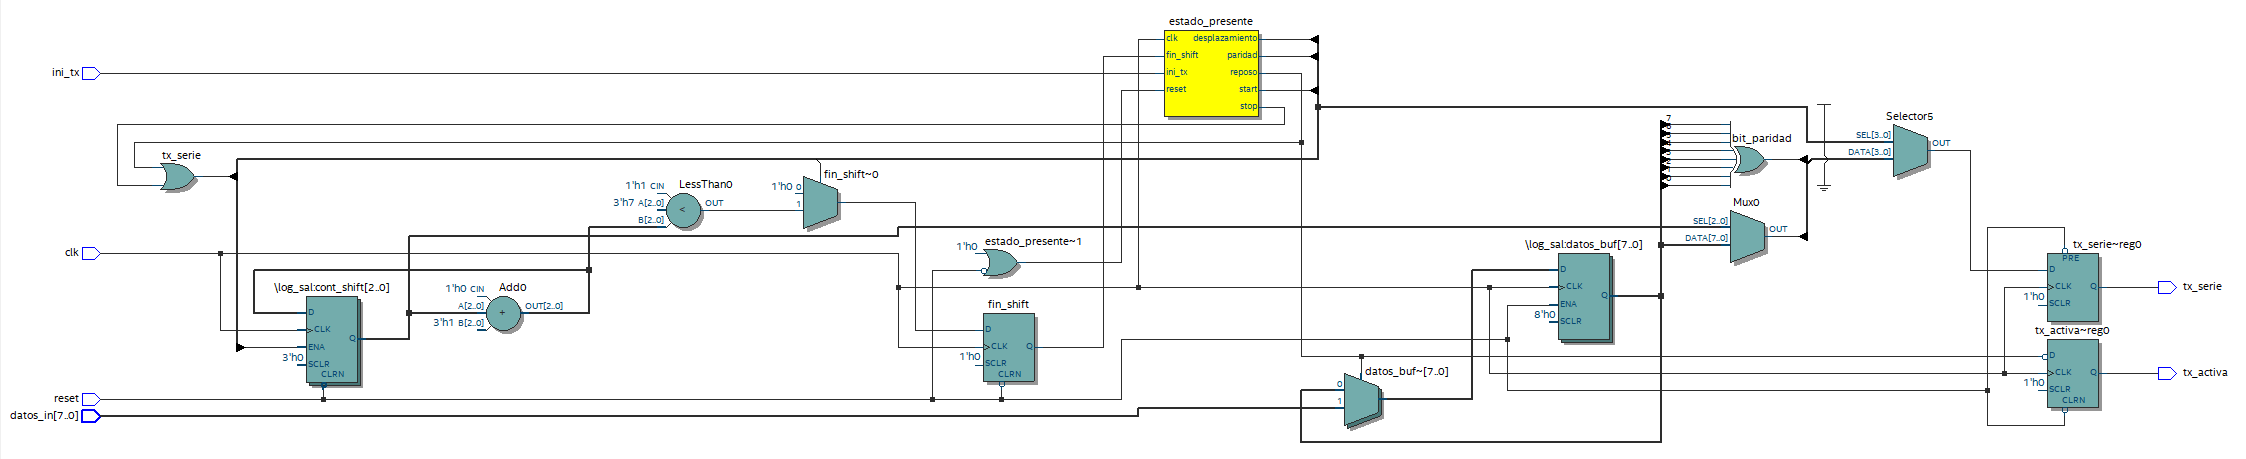 estado_presente
clk
desplazamiento
fin_shift
paridad
ini_tx
reposo
reset
start
stop
ini_tx
tx_serie
1'h1 CIN
LessThan0
3'h7 A[2..0]
<
OUT
B[2..0]
fin_shift~0
1'h0 0
1
7
bit_paridad
Selector5
SEL[3..0]
DATA[3..0]
OUT
Mux0
SEL[2..0]
DATA[7..0]
OUT
clk
1'h0
estado_presente~1
\log_sal:cont_shift[2..0]
D
CLK
ENA
3'h0
SCLR
CLRN
Q
1'h0 CIN
Add0
A[2..0]
+
OUT[2..0]
3'h1 B[2..0]
fin_shift
D
CLK
Q
1'h0
SCLR
CLRN
\log_sal:datos_buf[7..0]
D
CLK
ENA
Q
8'h0
SCLR
tx_serie~reg0
PRE
D
CLK
Q
1'h0
SCLR
tx_serie
tx_activa~reg0
D
CLK
Q
1'h0
SCLR
CLRN
tx_activa
datos_buf~[7..0]
0
1
reset
datos_in[7..0]